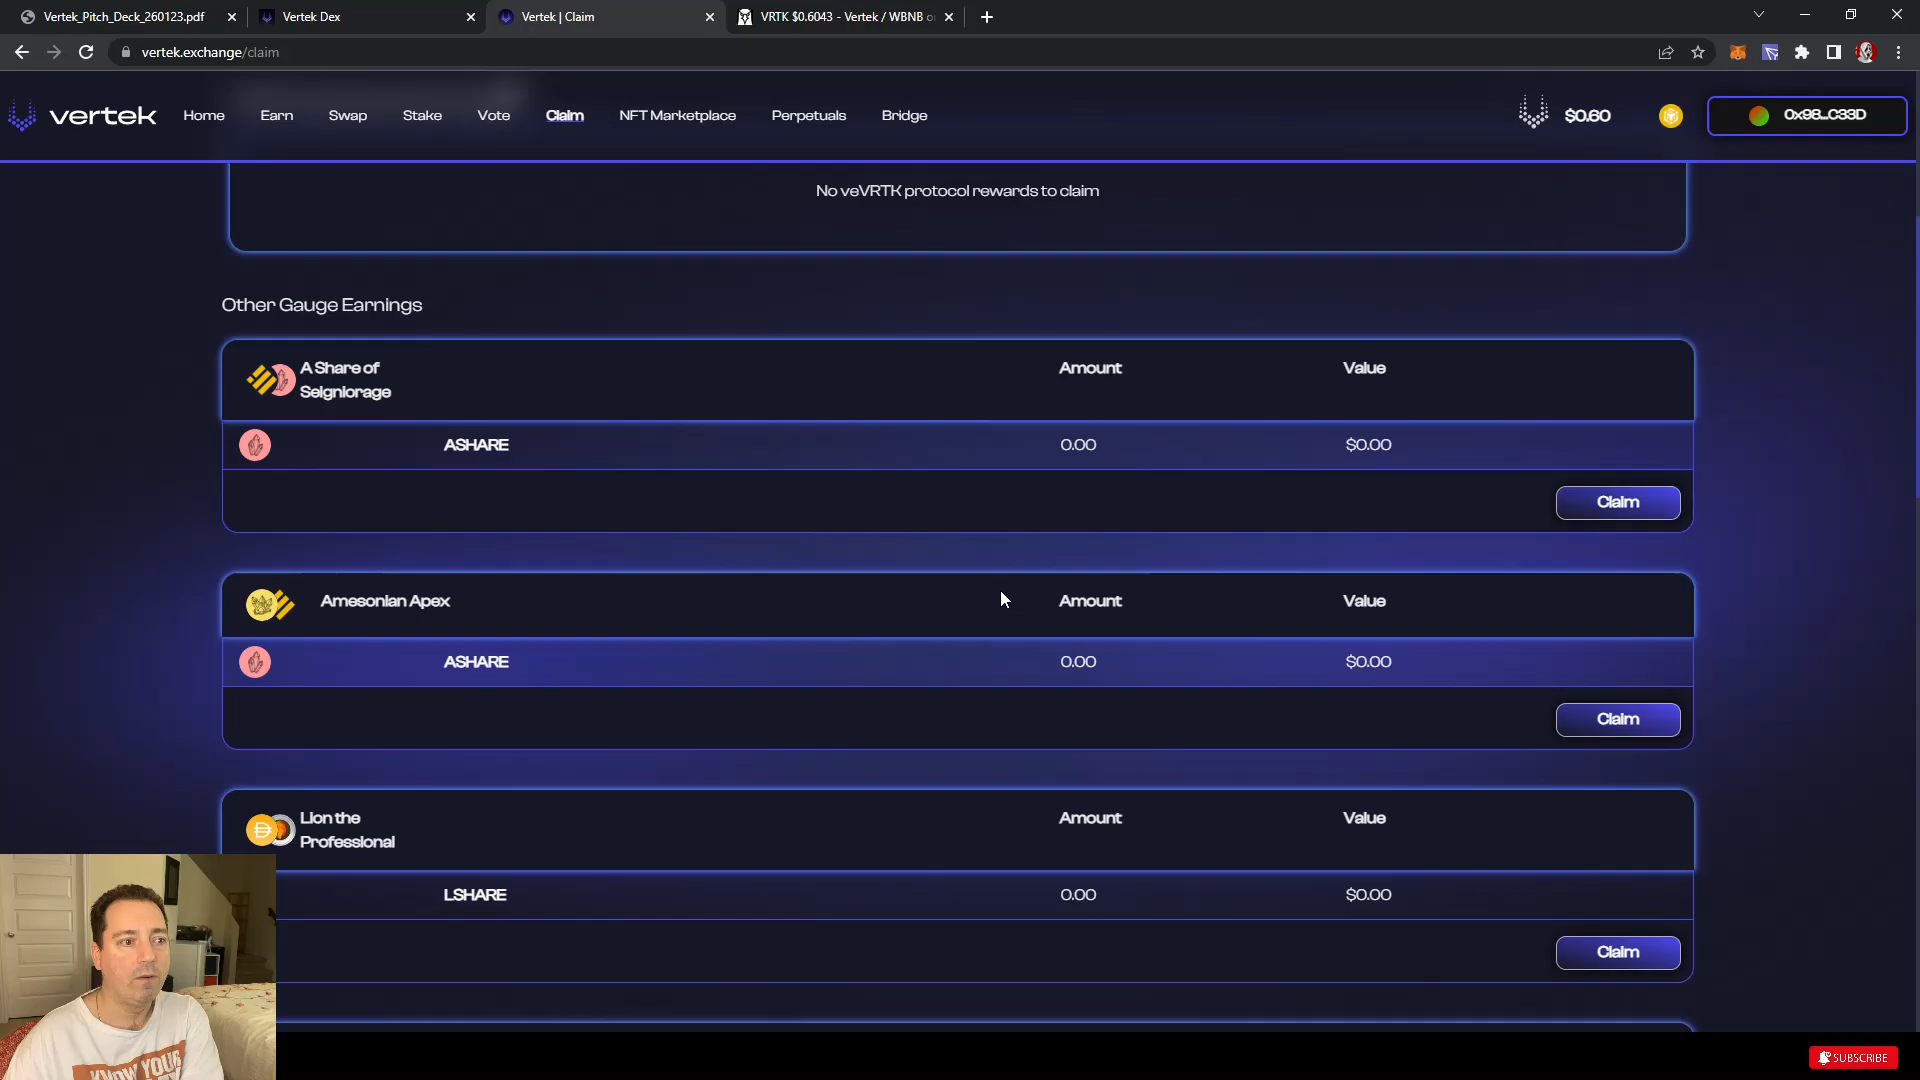 Vertek_Pitch_Deck_260123.pdf
Vertek Dex
Vertek | Claim
VRTK $0.6043 - Vertek / WBNB
vertek.exchange/claim
vertek
Home
Earn
Swap
Stake
Vote
Claim
NFT Marketplace
Perpetuals
Bridge
$0.60
0x98...C33D
No veVRTK protocol rewards to claim
Other Gauge Earnings
A Share of
Seigniorage
Amount
Value
ASHARE
0.00
$0.00
Claim
Amesonian Apex
Amount
Value
ASHARE
0.00
$0.00
Claim
Lion the
Professional
Amount
Value
LSHARE
0.00
$0.00
Claim
KNOW YOUR
SUBSCRIBE